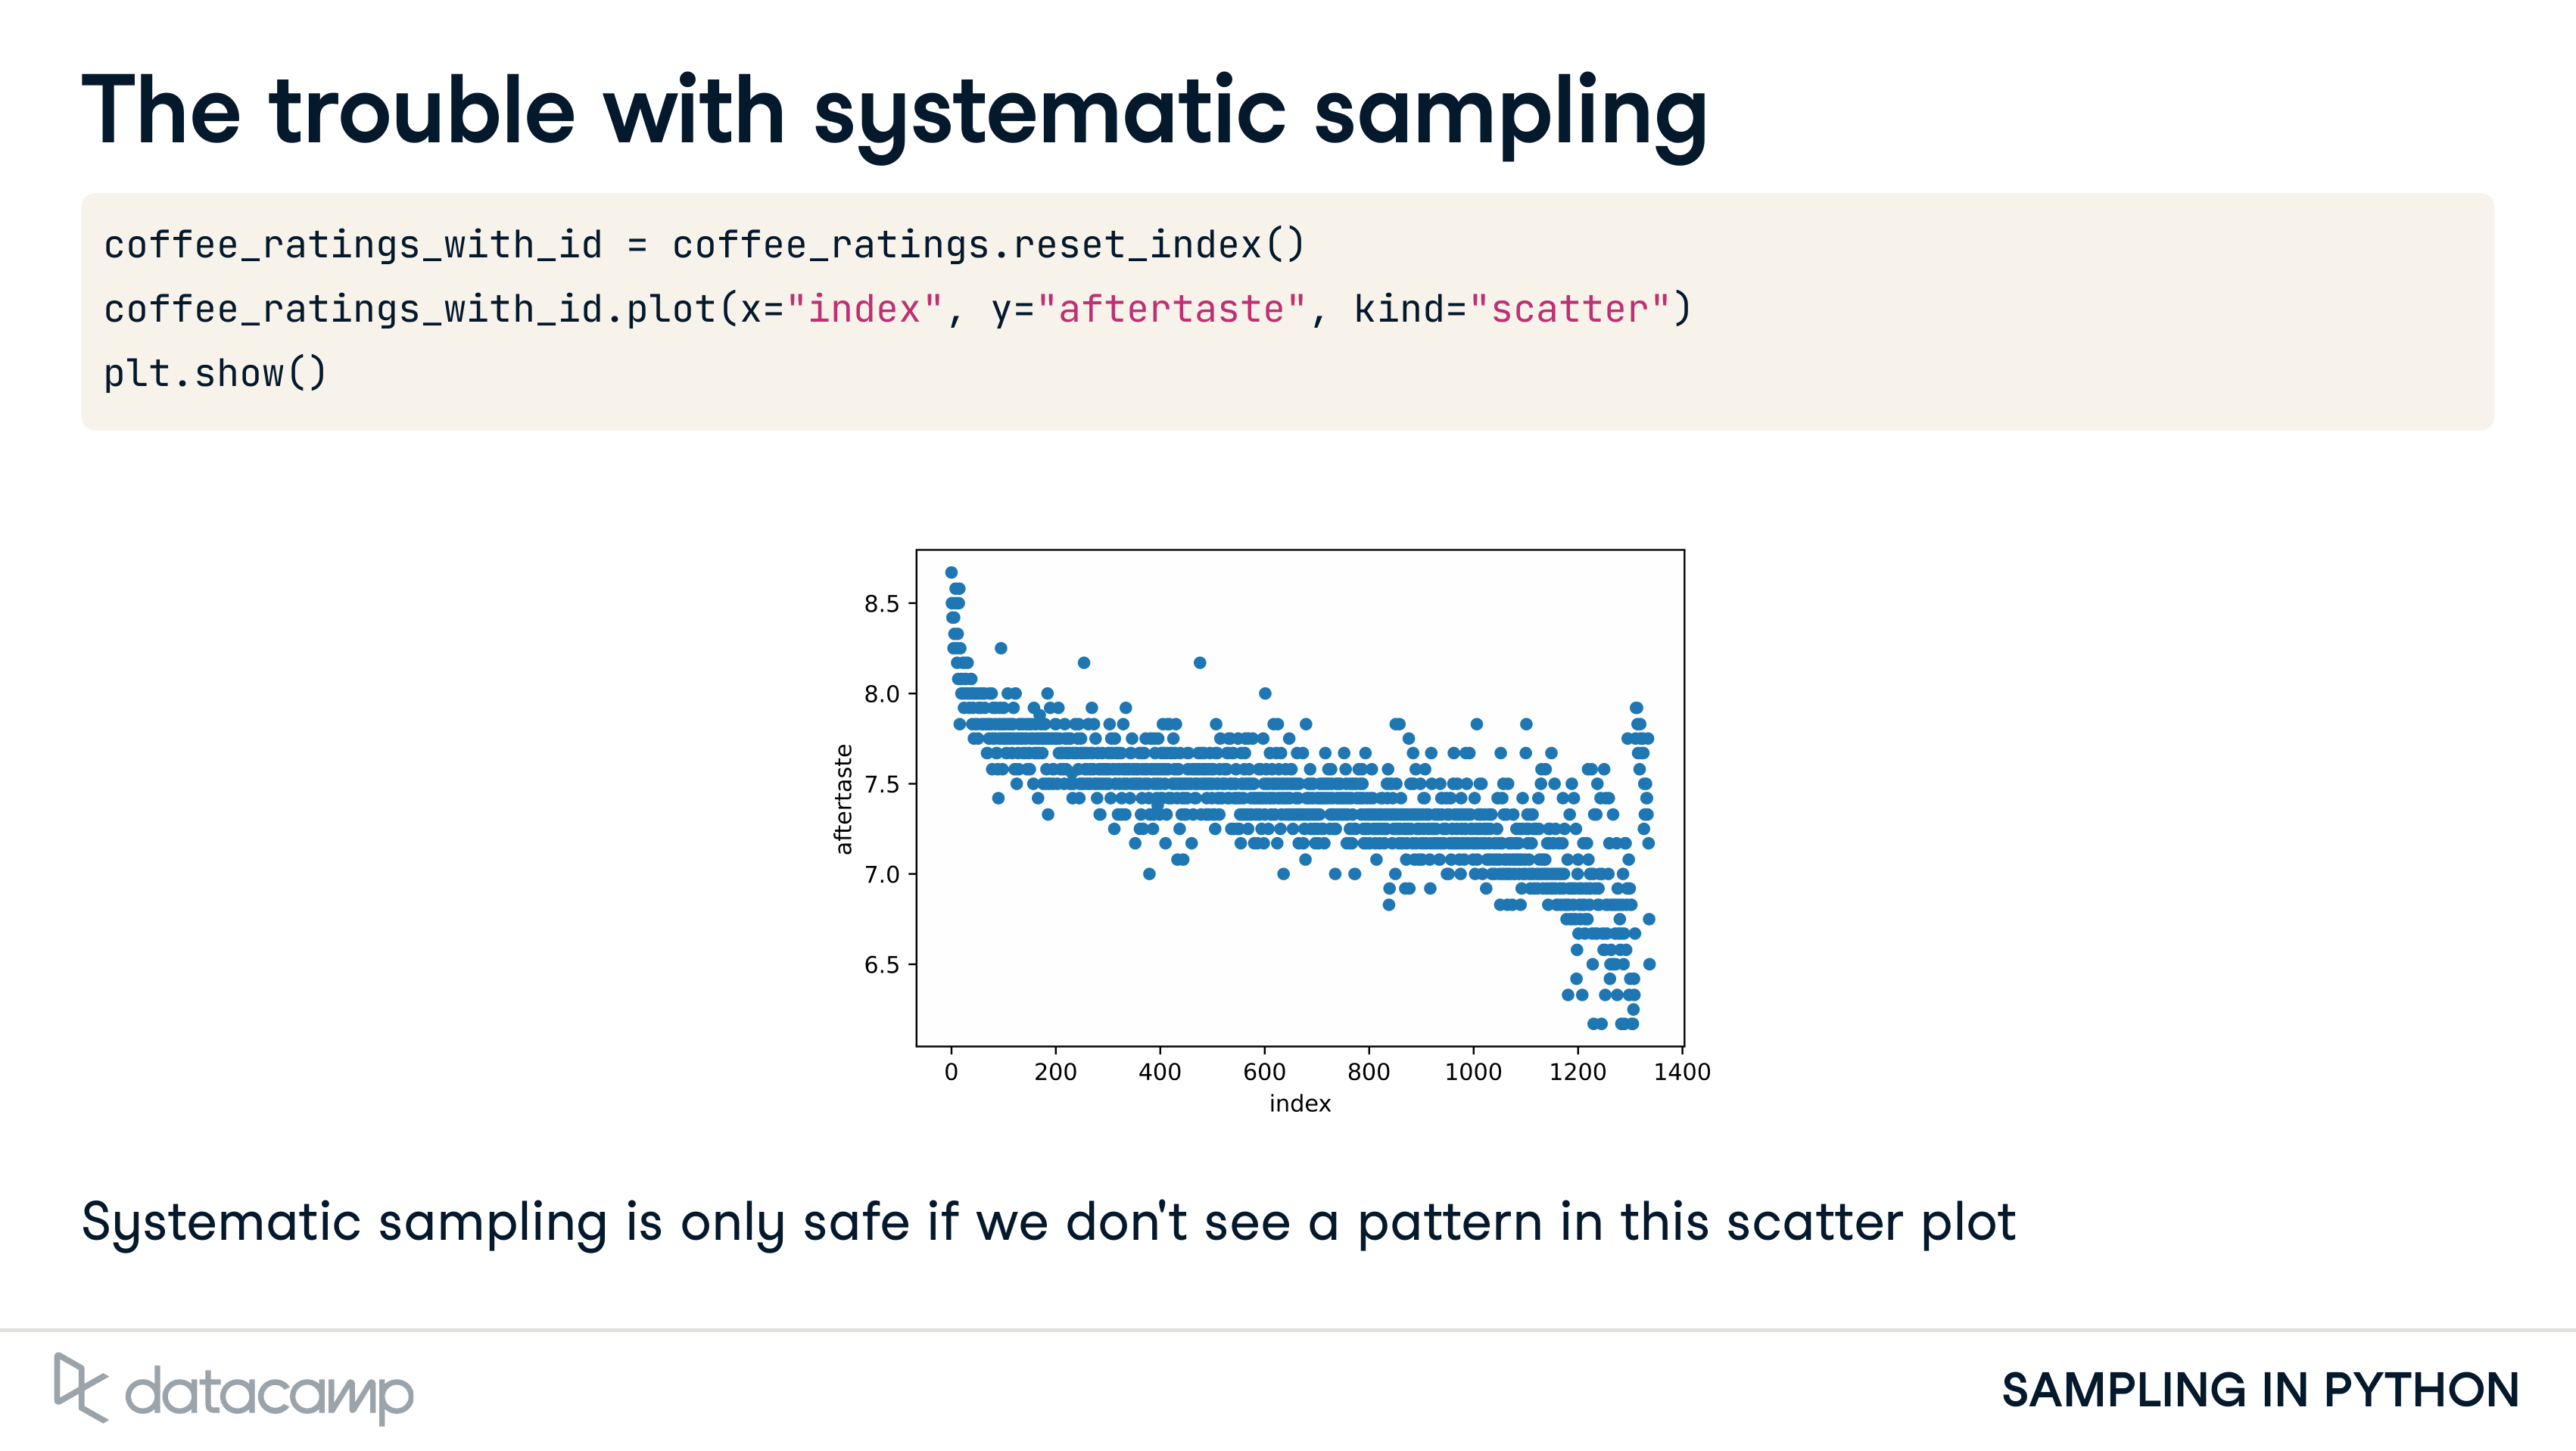 The trouble with systematic sampling
coffee_ratings_with_id = coffee_ratings.reset_index()
coffee_ratings_with_id.plot(x="index", y="aftertaste", kind="scatter")
plt.show()
8.5
8.0
7.5
7.0
6.5
aftertaste
0 200 400 600 800 1000 1200 1400
index
Systematic sampling is only safe if we don't see a pattern in this scatter plot
datacamp
SAMPLING IN PYTHON